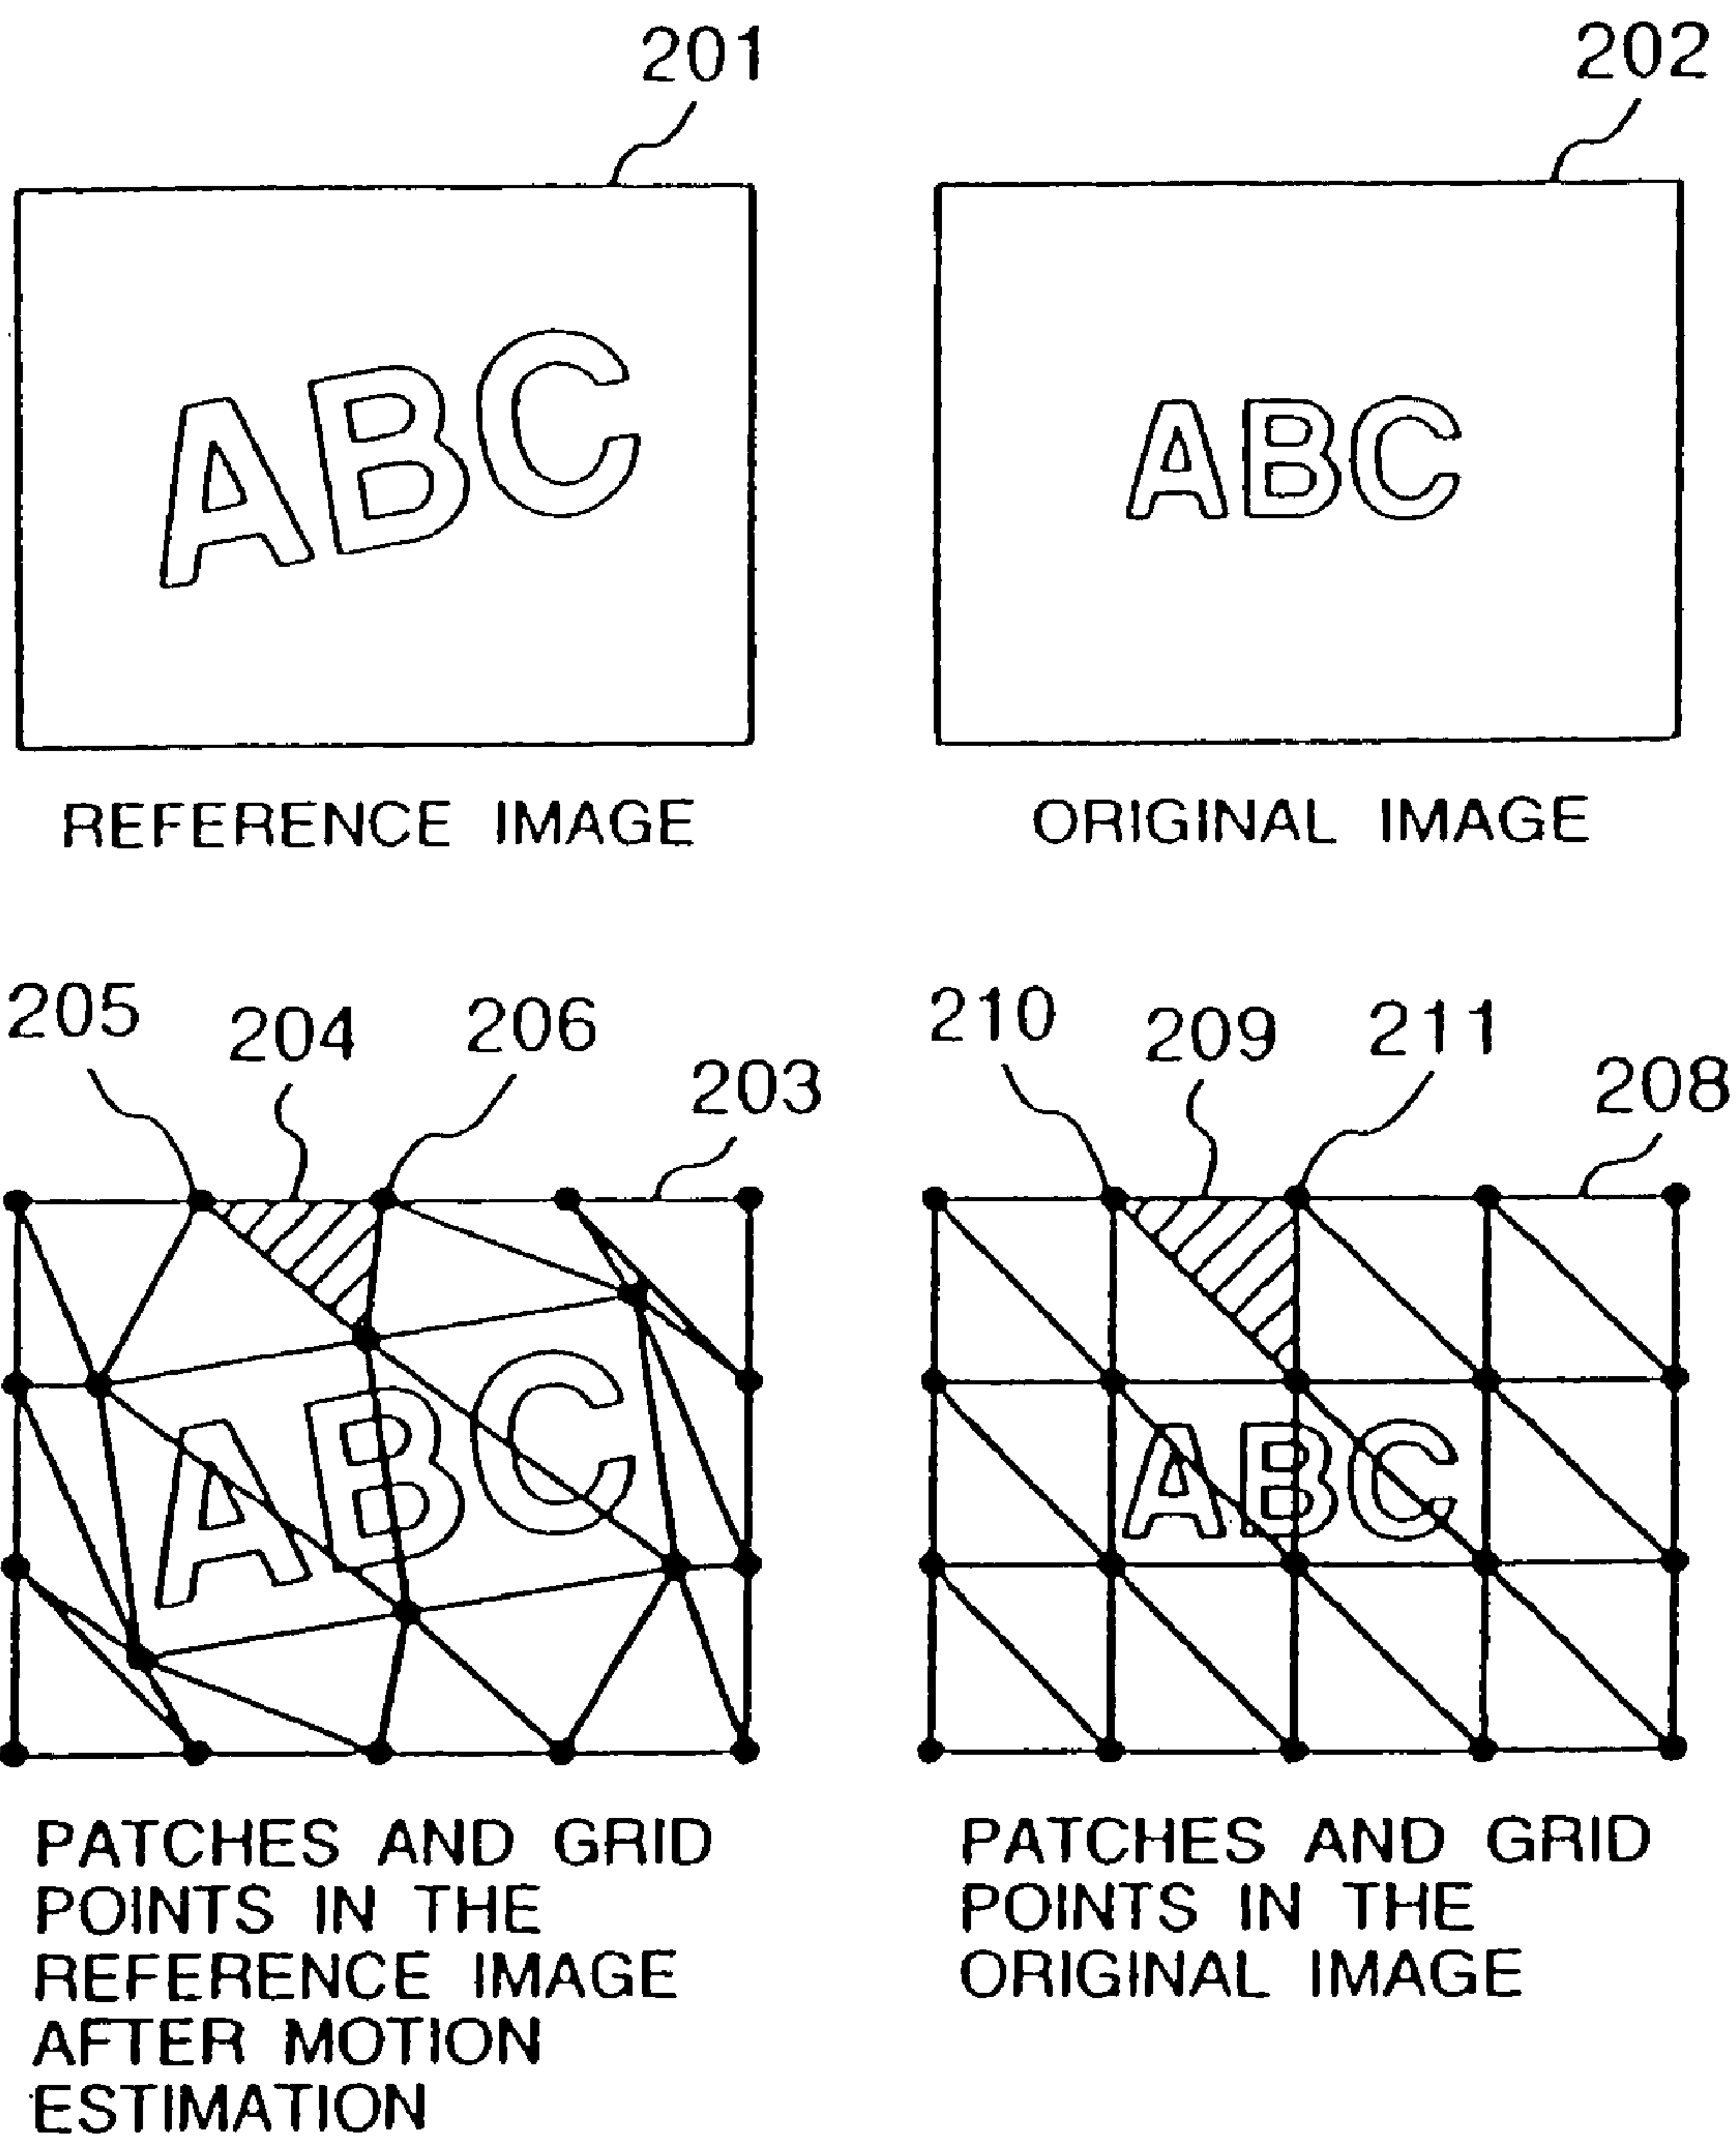 201
202
ABC
ABC
REFERENCE IMAGE
ORIGINAL IMAGE
205
204
206
203
210
209
211
208
ABC
ABC
PATCHES AND GRID
POINTS IN THE
REFERENCE IMAGE
AFTER MOTION
ESTIMATION
PATCHES AND GRID
POINTS IN THE
ORIGINAL IMAGE